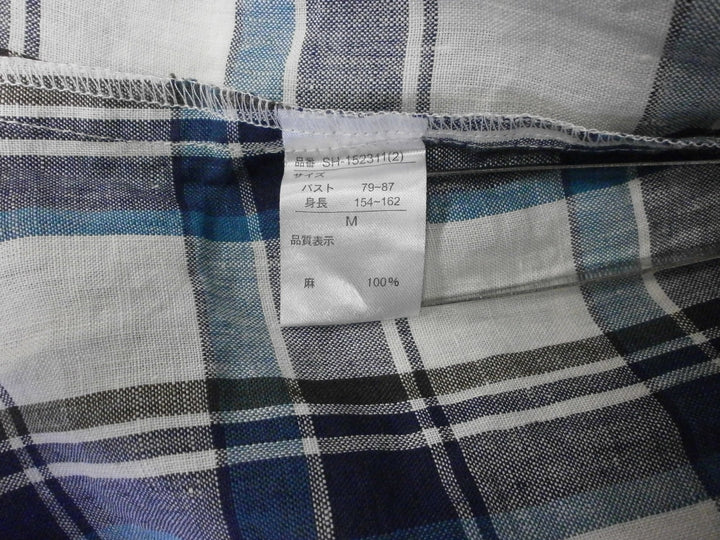 品番 SH-152311(2)
サイズ
バスト 79~87
身長 154~162
M
品質表示
麻 100%